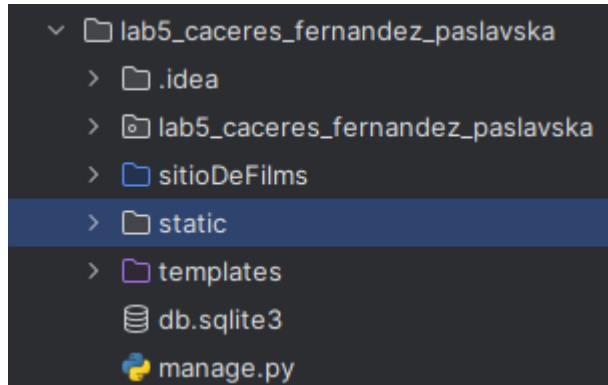 lab5_caceres_fernandez_paslavska
.idea
lab5_caceres_fernandez_paslavska
sitioDeFilms
static
templates
db.sqlite3
manage.py